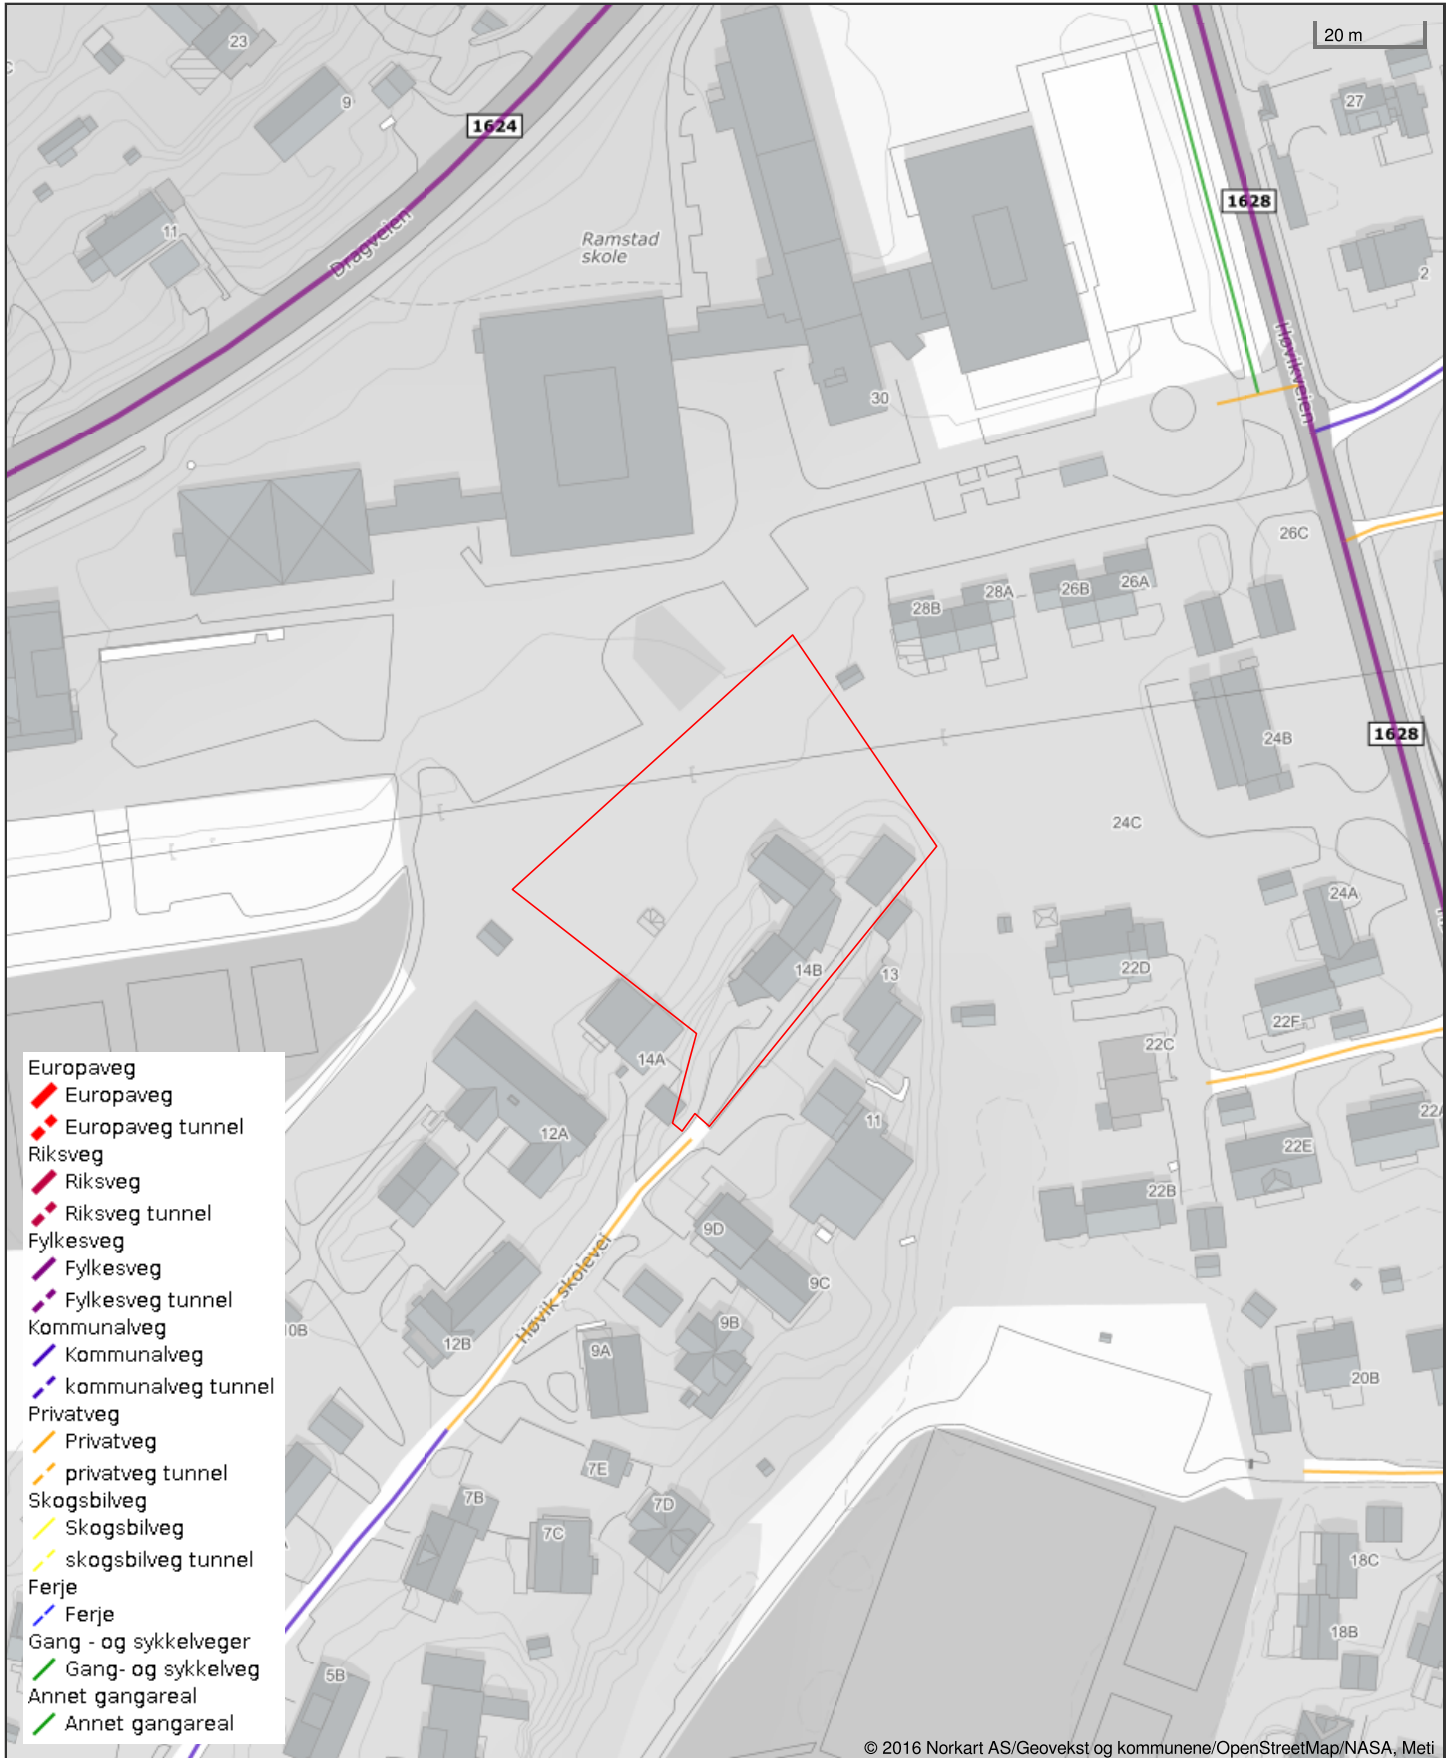 20 m
23
9
1624
27
1628
11
Dragveien
Ramstad
skole
2
Høvikveien
30
26C
28B
28A
26B
26A
1628
24B
24C
24A
22D
14B
13
22F
22C
14A
11
12A
22E
22B
9D
9C
Høvik skolevei
9B
10B
12B
9A
20B
7E
7B
7D
7C
18C
18B
5B
Europaveg
Europaveg
Europaveg tunnel
Riksveg
Riksveg
Riksveg tunnel
Fylkesveg
Fylkesveg
Fylkesveg tunnel
Kommunalveg
Kommunalveg
kommunalveg tunnel
Privatveg
Privatveg
privatveg tunnel
Skogsbilveg
Skogsbilveg
skogsbilveg tunnel
Ferje
Ferje
Gang - og sykkelveger
Gang- og sykkelveg
Annet gangareal
Annet gangareal
© 2016 Norkart AS/Geovekst og kommunene/OpenStreetMap/NASA, Meti